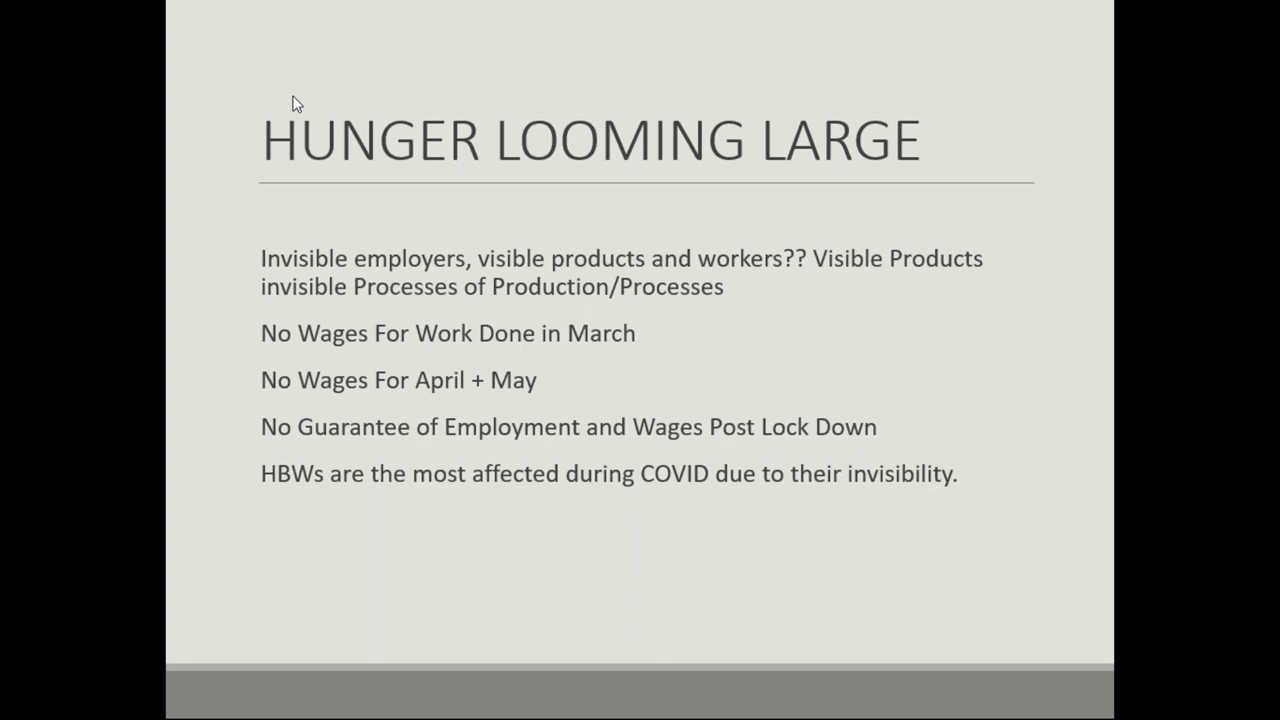 HUNGER LOOMING LARGE
Invisible employers, visible products and workers?? Visible Products
invisible Processes of Production/Processes
No Wages For Work Done in March
No Wages For April + May
No Guarantee of Employment and Wages Post Lock Down
HBWs are the most affected during COVID due to their invisibility.